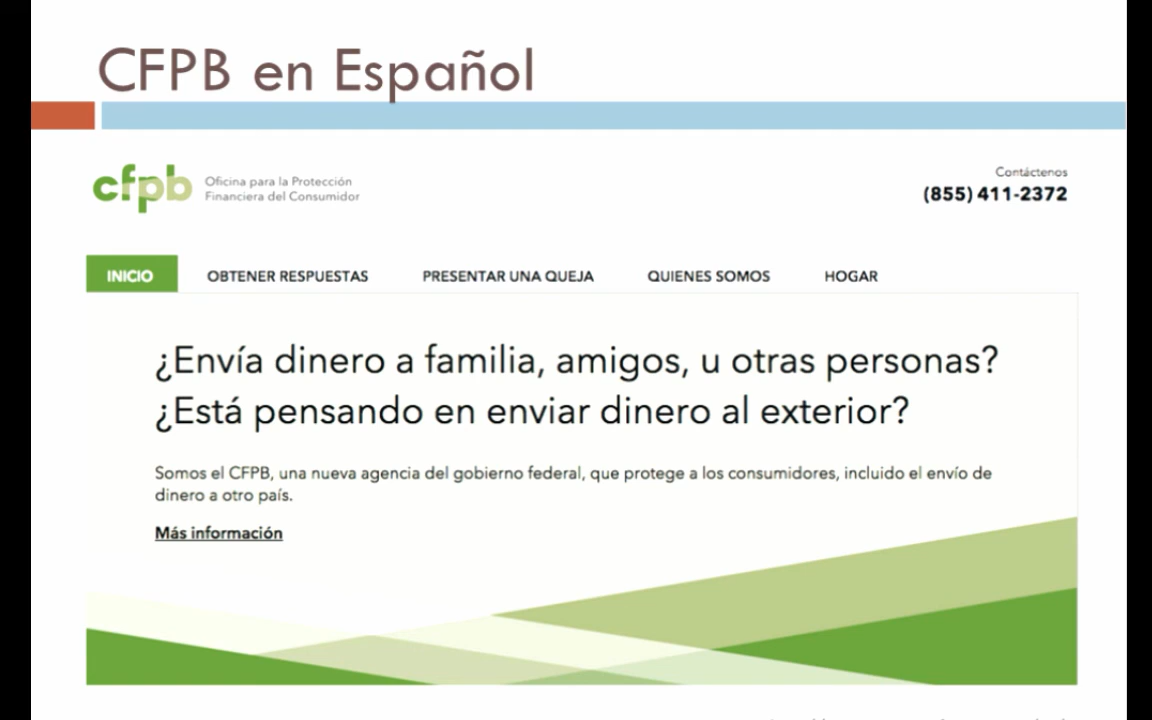 CFPB en Español
cfpb
Oficina para la Protección
Financiera del Consumidor
Contáctenos
(855) 411-2372
INICIO OBTENER RESPUESTAS PRESENTAR UNA QUEJA QUIENES SOMOS HOGAR
¿Envía dinero a familia, amigos, u otras personas?
¿Está pensando en enviar dinero al exterior?
Somos el CFPB, una nueva agencia del gobierno federal, que protege a los consumidores, incluido el envío de
dinero a otro país.
Más información